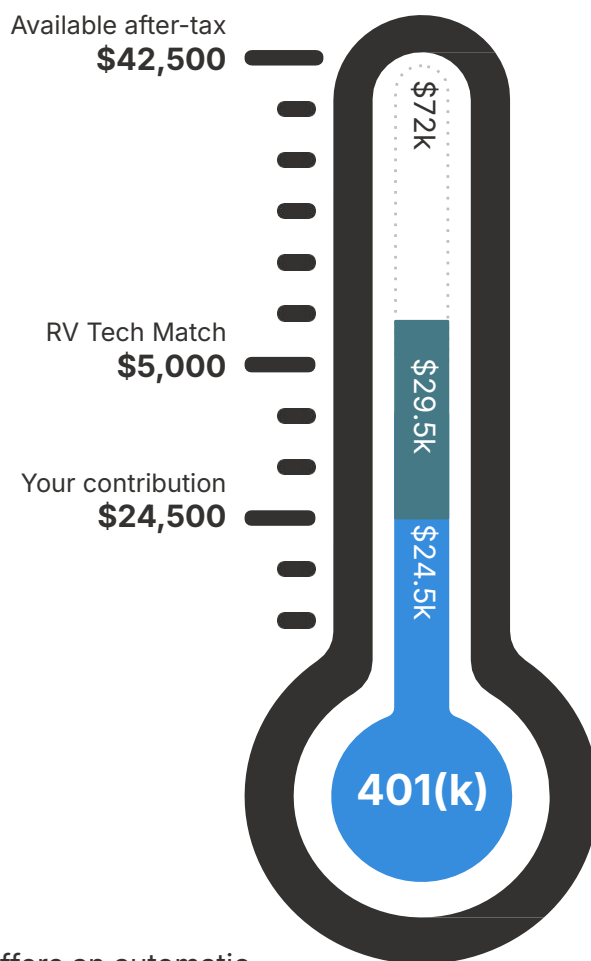 Available after-tax
$42,500
$72k
RV Tech Match
$5,000
$29.5k
Your contribution
$24,500
$24.5k
401(k)